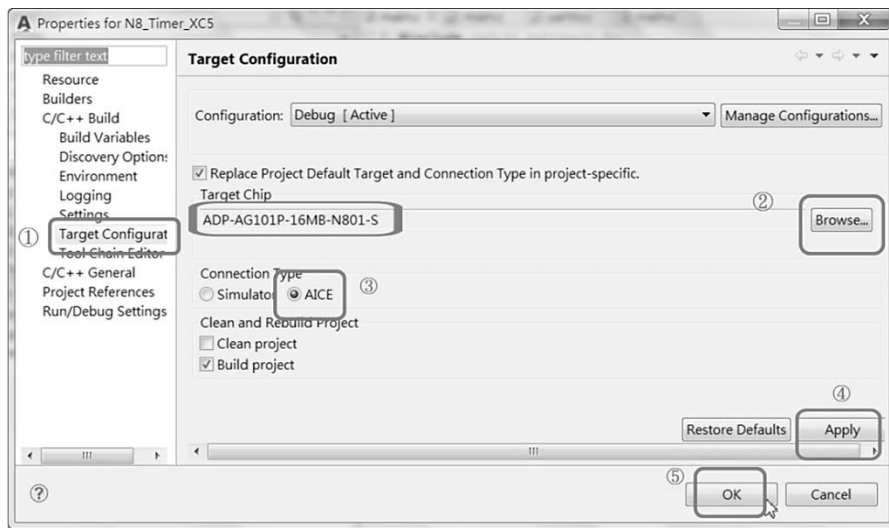 Properties for N8_Timer_XC5
type filter text
Target Configuration
Resource
Builders
C/C++ Build
Build Variables
Discovery Option
Environment
Logging
Settings
① Target Configurat
Tool Chain Editor
C/C++ General
Project References
Run/Debug Settings
Configuration: Debug [ Active ] Manage Configurations...
Replace Project Default Target and Connection Type in project-specific.
Target Chip
②
ADP-AG101P-16MB-N801-S Browse...
Connection Type
Simulator AICE ③
Clean and Rebuild Project
Clean project
Build project
④
Restore Defaults Apply
⑤
? OK Cancel